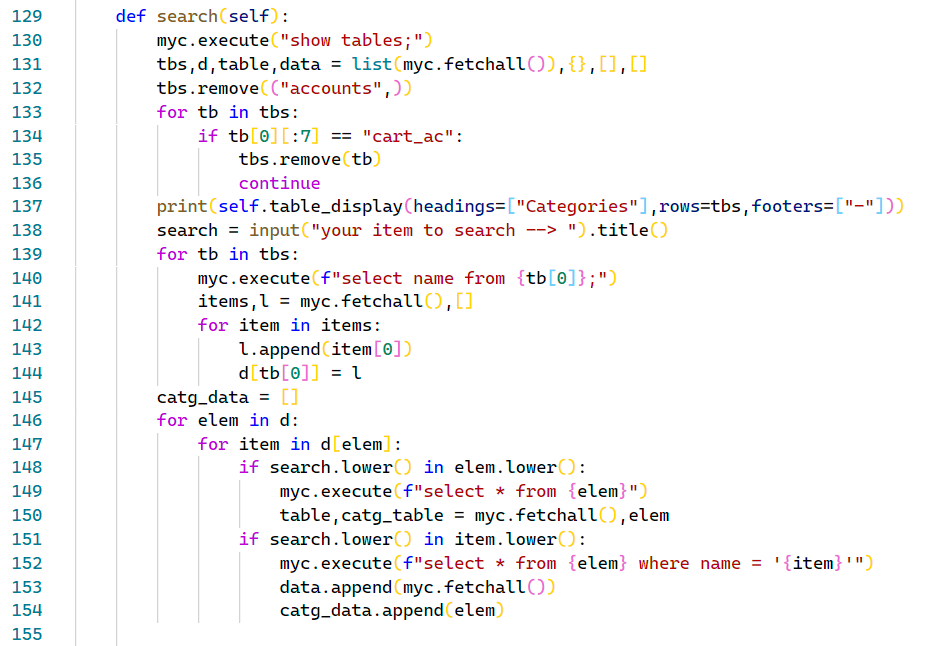 129 def search(self):
130 myc.execute("show tables;")
131 tbs,d,table,data = list(myc.fetchall()),{},[],[]
132 tbs.remove(("accounts",))
133 for tb in tbs:
134 if tb[0][:7] == "cart_ac":
135 tbs.remove(tb)
136 continue
137 print(self.table_display(headings=["Categories"],rows=tbs,footers=["-"]))
138 search = input("your item to search --> ").title()
139 for tb in tbs:
140 myc.execute(f"select name from {tb[0]};")
141 items,l = myc.fetchall(),[]
142 for item in items:
143 l.append(item[0])
144 d[tb[0]] = l
145 catg_data = []
146 for elem in d:
147 for item in d[elem]:
148 if search.lower() in elem.lower():
149 myc.execute(f"select * from {elem}")
150 table,catg_table = myc.fetchall(),elem
151 if search.lower() in item.lower():
152 myc.execute(f"select * from {elem} where name = '{item}'")
153 data.append(myc.fetchall())
154 catg_data.append(elem)
155